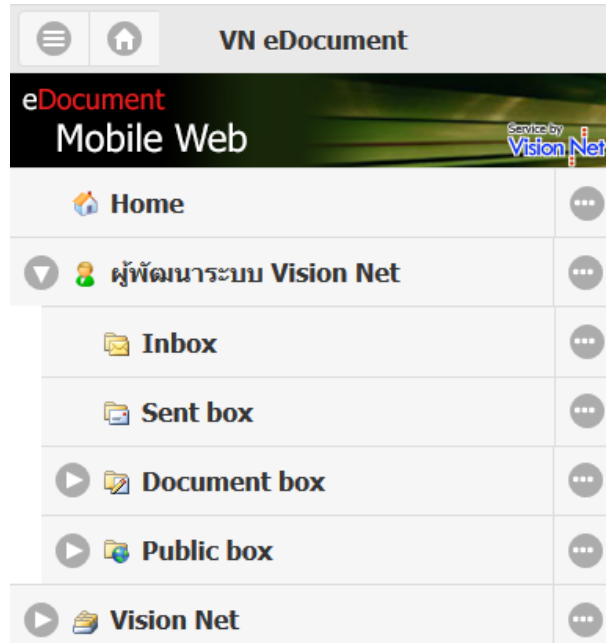 VN eDocument
eDocument
Mobile Web
Service by
Vision Net
Home
ผู้พัฒนาระบบ Vision Net
Inbox
Sent box
Document box
Public box
Vision Net